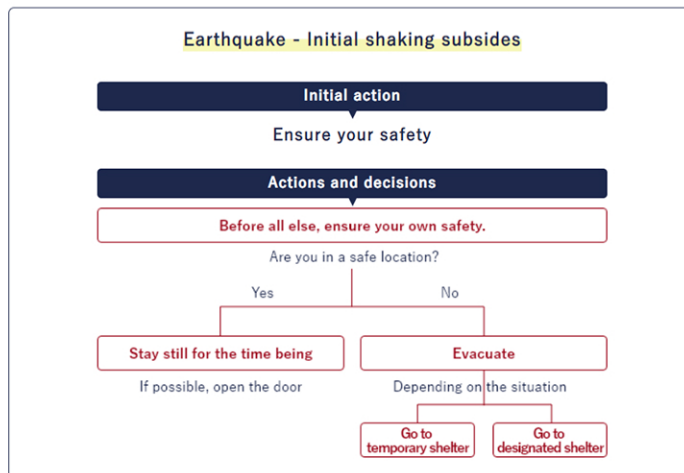 Earthquake - Initial shaking subsides
Initial action
Ensure your safety
Actions and decisions
Before all else, ensure your own safety.
Are you in a safe location?
Yes
No
Stay still for the time being
Evacuate
If possible, open the door
Depending on the situation
Go to
temporary shelter
Go to
designated shelter